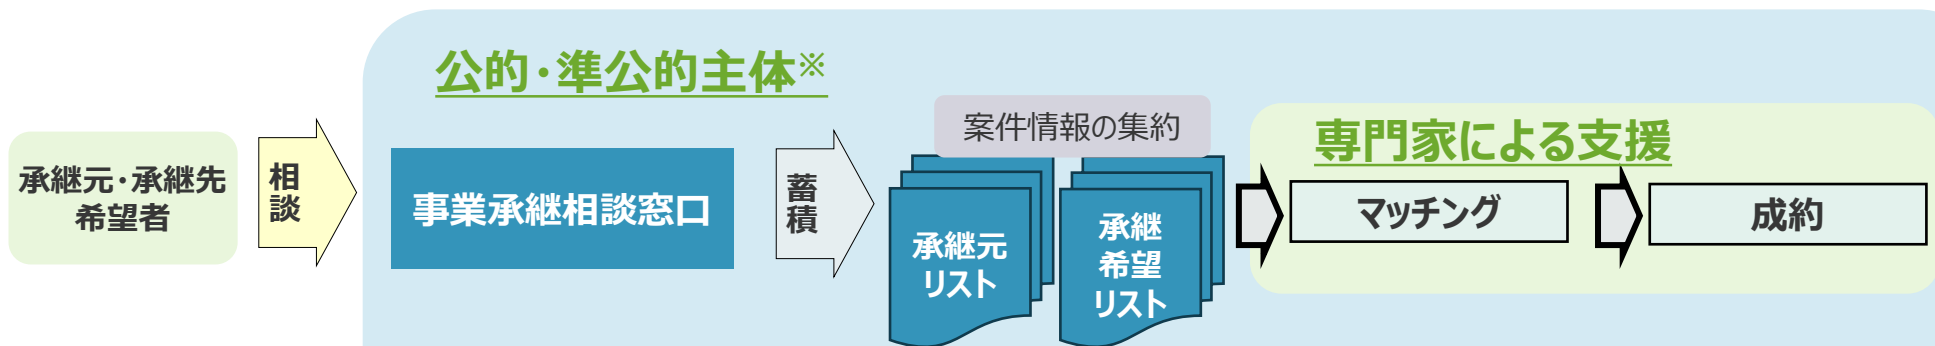 公的・準公的主体※
承継元・承継先
希望者
相談
事業承継相談窓口
蓄積
案件情報の集約
承継元
リスト
承継
希望
リスト
専門家による支援
マッチング
成約